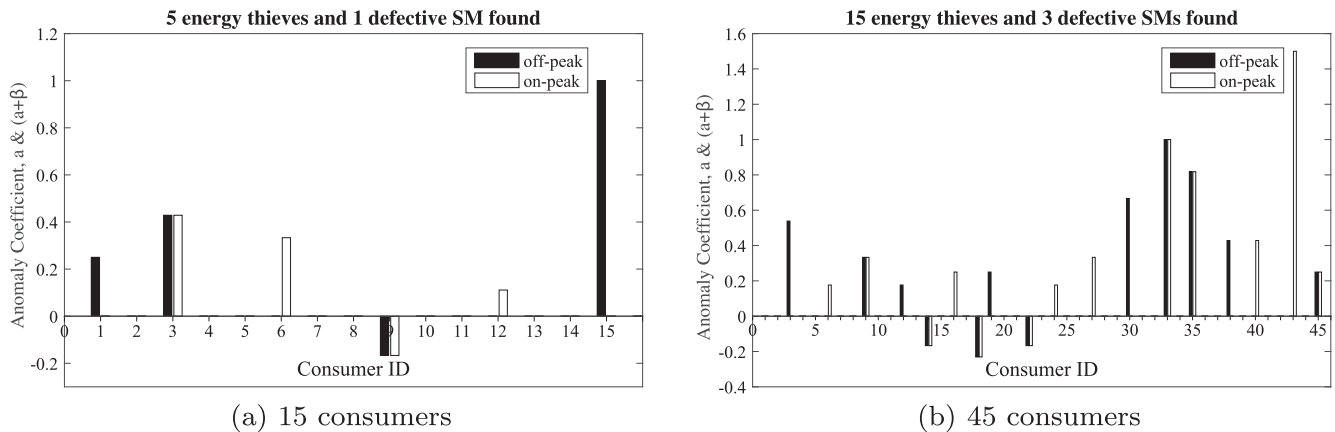 5 energy thieves and 1 defective SM found
1.2
1
0.8
0.6
0.4
0.2
0
-0.2
Anomaly Coefficient, a & (a+β)
off-peak
on-peak
0 1 2 3 4 5 6 7 8 9 10 11 12 13 14 15
Consumer ID
(a) 15 consumers
15 energy thieves and 3 defective SMs found
1.6
1.4
1.2
1
0.8
0.6
0.4
0.2
0
-0.2
-0.4
Anomaly Coefficient, a & (a+β)
off-peak
on-peak
0 5 10 15 20 25 30 35 40 45
Consumer ID
(b) 45 consumers